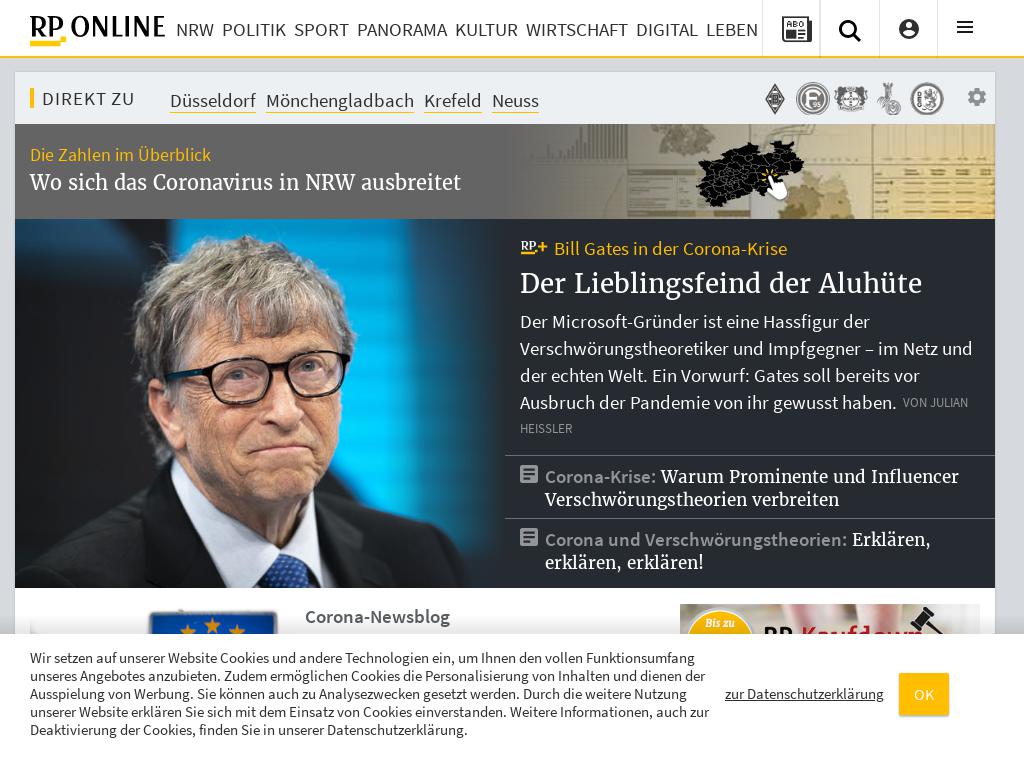 RP ONLINE
NRW POLITIK SPORT PANORAMA KULTUR WIRTSCHAFT DIGITAL LEBEN
ABO
DIREKT ZU
Düsseldorf Mönchengladbach Krefeld Neuss
Die Zahlen im Überblick
Wo sich das Coronavirus in NRW ausbreitet
RP+ Bill Gates in der Corona-Krise
Der Lieblingsfeind der Aluhüte
Der Microsoft-Gründer ist eine Hassfigur der
Verschwörungstheoretiker und Impfgegner – im Netz und
der echten Welt. Ein Vorwurf: Gates soll bereits vor
Ausbruch der Pandemie von ihr gewusst haben. VON JULIAN
HEISSLER
Corona-Krise: Warum Prominente und Influencer
Verschwörungstheorien verbreiten
Corona und Verschwörungstheorien: Erklären,
erklären, erklären!
Corona-Newsblog
Bis zu
RP Kaufdown
Wir setzen auf unserer Website Cookies und andere Technologien ein, um Ihnen den vollen Funktionsumfang
unseres Angebotes anzubieten. Zudem ermöglichen Cookies die Personalisierung von Inhalten und dienen der
Ausspielung von Werbung. Sie können auch zu Analysezwecken gesetzt werden. Durch die weitere Nutzung
unserer Website erklären Sie sich mit dem Einsatz von Cookies einverstanden. Weitere Informationen, auch zur
Deaktivierung der Cookies, finden Sie in unserer Datenschutzerklärung.
zur Datenschutzerklärung
OK